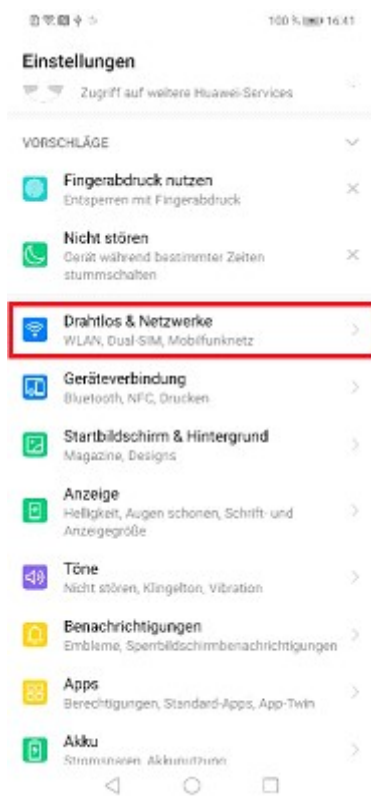 100 % 16:41
Einstellungen
Zugriff auf weitere Huawei-Services
VORSCHLÄGE
Fingerabdruck nutzen
Entsperren mit Fingerabdruck
Nicht stören
Gerät während bestimmter Zeiten
stummschalten
Drahtlos & Netzwerke
WLAN, Dual-SIM, Mobilfunknetz
Geräteverbindung
Bluetooth, NFC, Drucken
Startbildschirm & Hintergrund
Magazine, Designs
Anzeige
Helligkeit, Augen schonen, Schrift- und
Anzeigegröße
Töne
Nicht stören, Klingelton, Vibration
Benachrichtigungen
Embleme, Sperrbildschirmbenachrichtigungen
Apps
Berechtigungen, Standard-Apps, App-Twin
Akku
Stromsparen, Akkunutzung